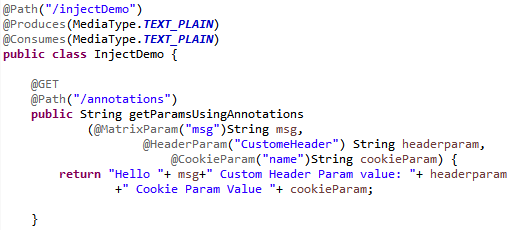 @Path("/injectDemo")
@Produces(MediaType.TEXT_PLAIN)
@Consumes(MediaType.TEXT_PLAIN)
public class InjectDemo {
@GET
@Path("/annotations")
public String getParamsUsingAnnotations
(@MatrixParam("msg")String msg,
@HeaderParam("CustomeHeader") String headerparam,
@CookieParam("name")String cookieParam) {
return "Hello "+ msg+" Custom Header Param value: "+ headerparam
+" Cookie Param Value "+ cookieParam;
}